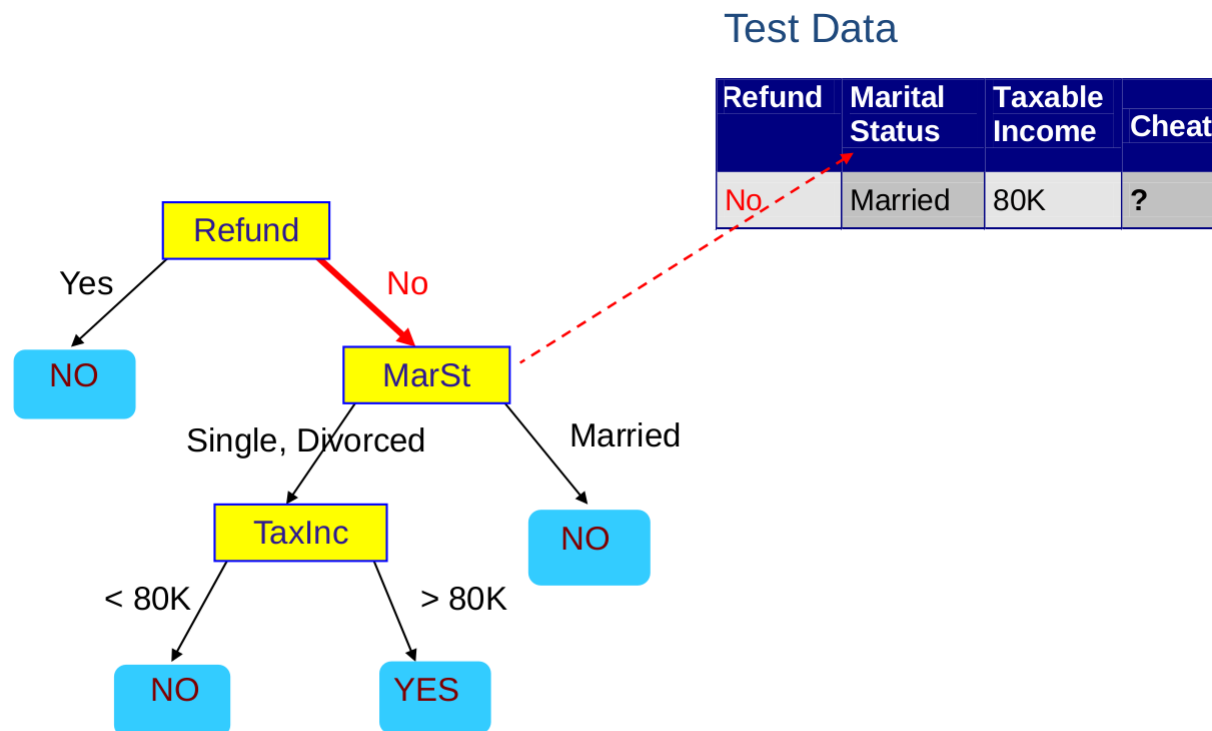 Test Data
Refund Marital Status Taxable Income Cheat
No Married 80K ?
Refund
Yes No
NO
MarSt
Single, Divorced Married
TaxInc
NO
< 80K > 80K
NO YES